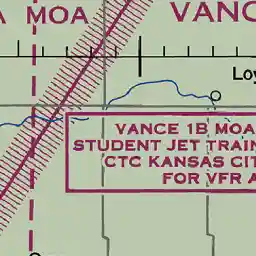 A MOA VANC
Loy
VANCE 1B MOA
STUDENT JET TRAIN
CTC KANSAS CIT
FOR VFR A